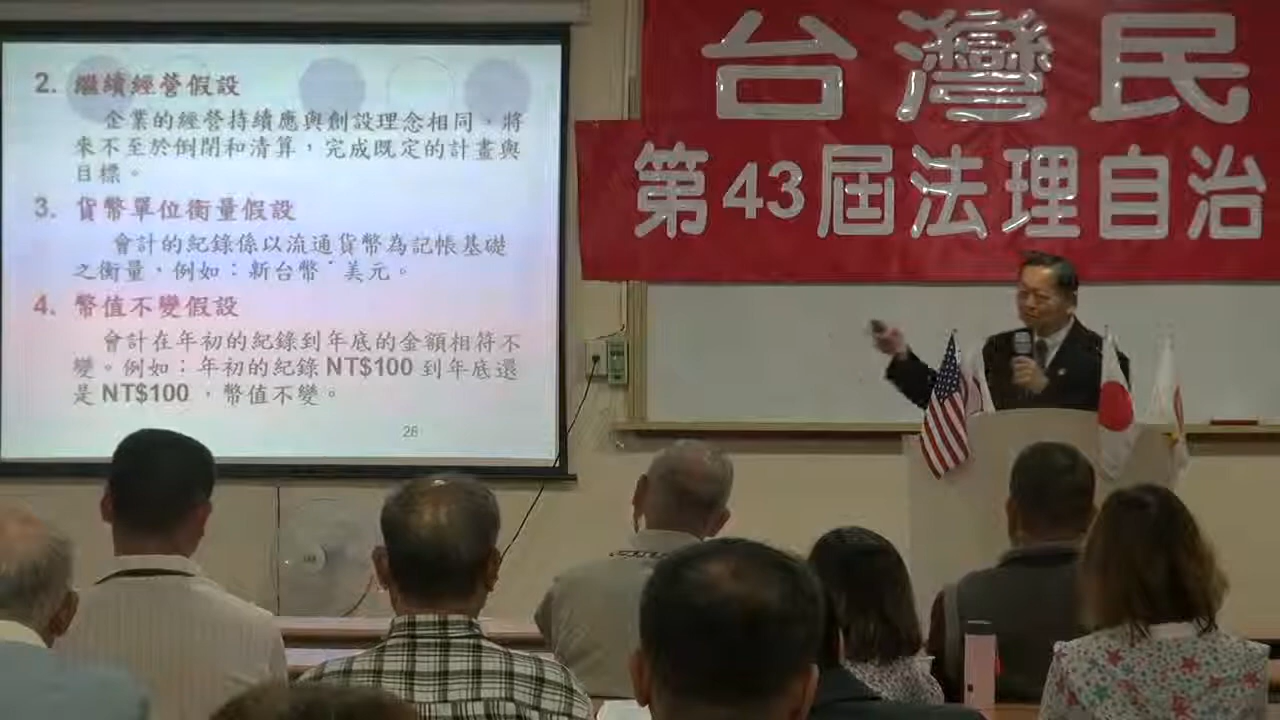 2. 繼續經營假設
企業的經營持續應與創設理念相同，將
來不至於倒閉和清算，完成既定的計畫與
目標。
3. 貨幣單位衡量假設
會計的紀錄係以流通貨幣為記帳基礎
之衡量，例如：新台幣、美元。
4. 幣值不變假設
會計在年初的紀錄到年底的金額相符不
變。例如：年初的紀錄 NT$100 到年底還
是 NT$100 ，幣值不變。
28
台灣民
第43屆法理自治